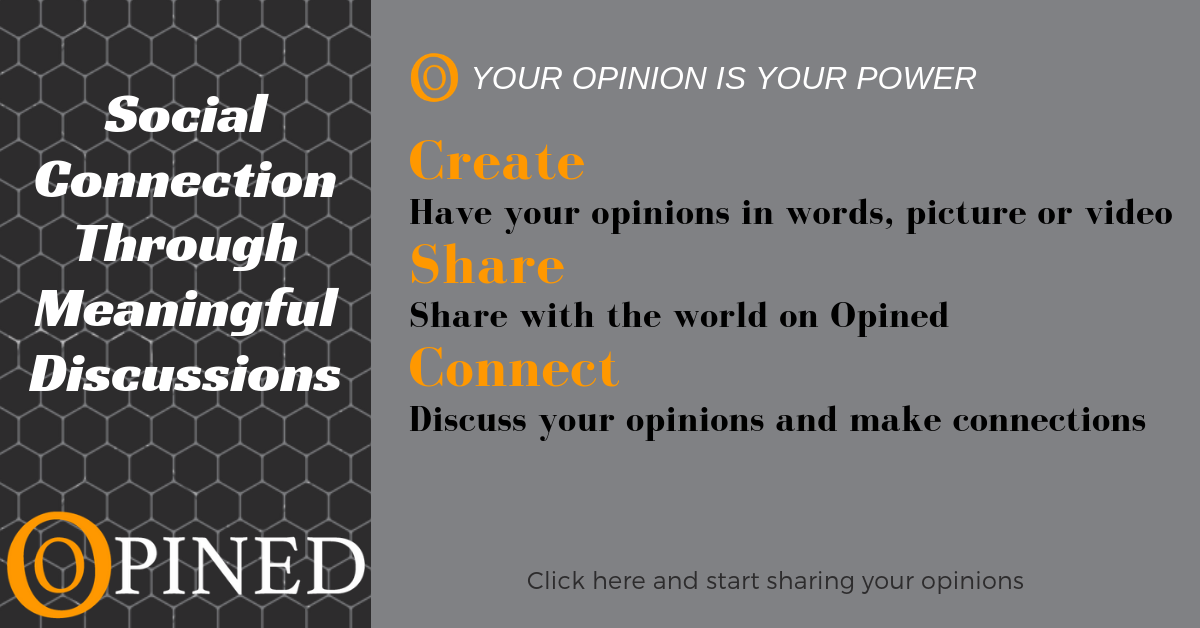 Social
Connection
Through
Meaningful
Discussions
OPINED
O YOUR OPINION IS YOUR POWER
Create
Have your opinions in words, picture or video
Share
Share with the world on Opined
Connect
Discuss your opinions and make connections
Click here and start sharing your opinions